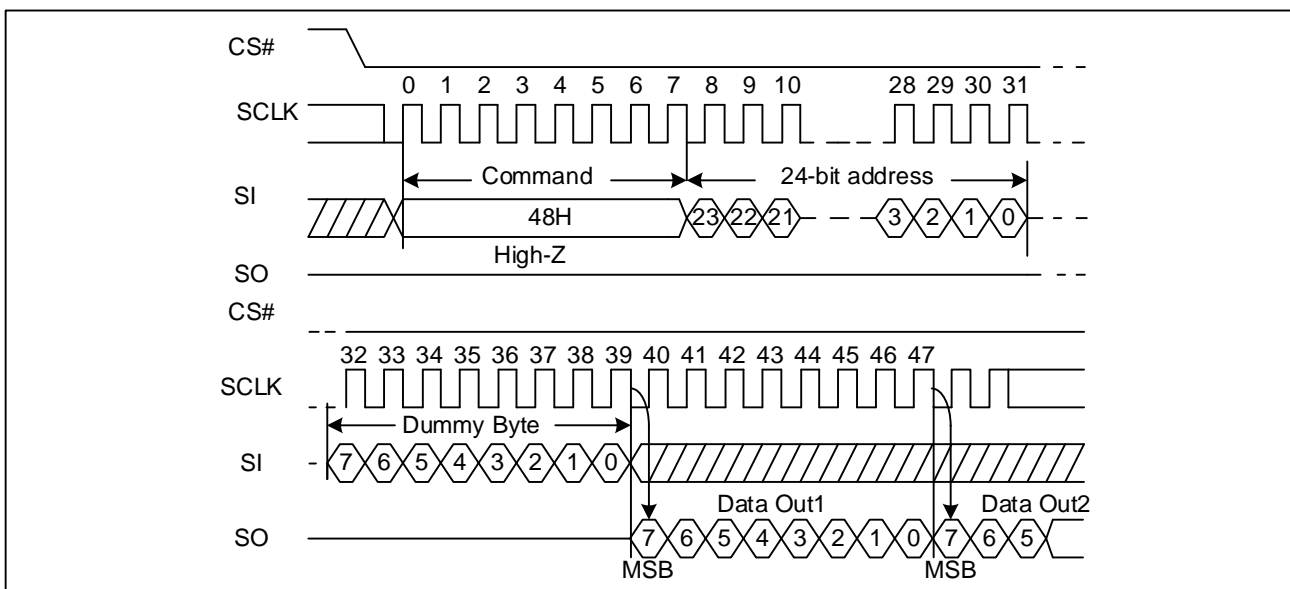 CS#
0 1 2 3 4 5 6 7 8 9 10 28 29 30 31
SCLK
Command 24-bit address
SI
48H 23 22 21 3 2 1 0
High-Z
SO
CS#
32 33 34 35 36 37 38 39 40 41 42 43 44 45 46 47
SCLK
Dummy Byte
SI 7 6 5 4 3 2 1 0
Data Out1 Data Out2
SO 7 6 5 4 3 2 1 0 7 6 5
MSB MSB